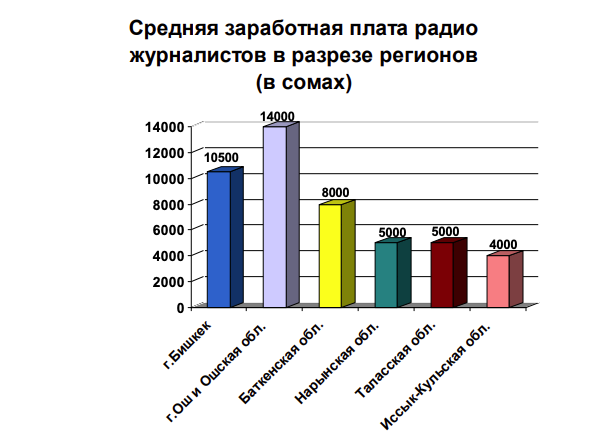 Средняя заработная плата радио
журналистов в разрезе регионов
(в сомах)
14000
12000
10000
8000
6000
4000
2000
0
10500
14000
8000
5000
5000
4000
г.Бишкек
г.Ош и Ошская обл.
Баткенская обл.
Нарынская обл.
Таласская обл.
Иссык-Кульская обл.